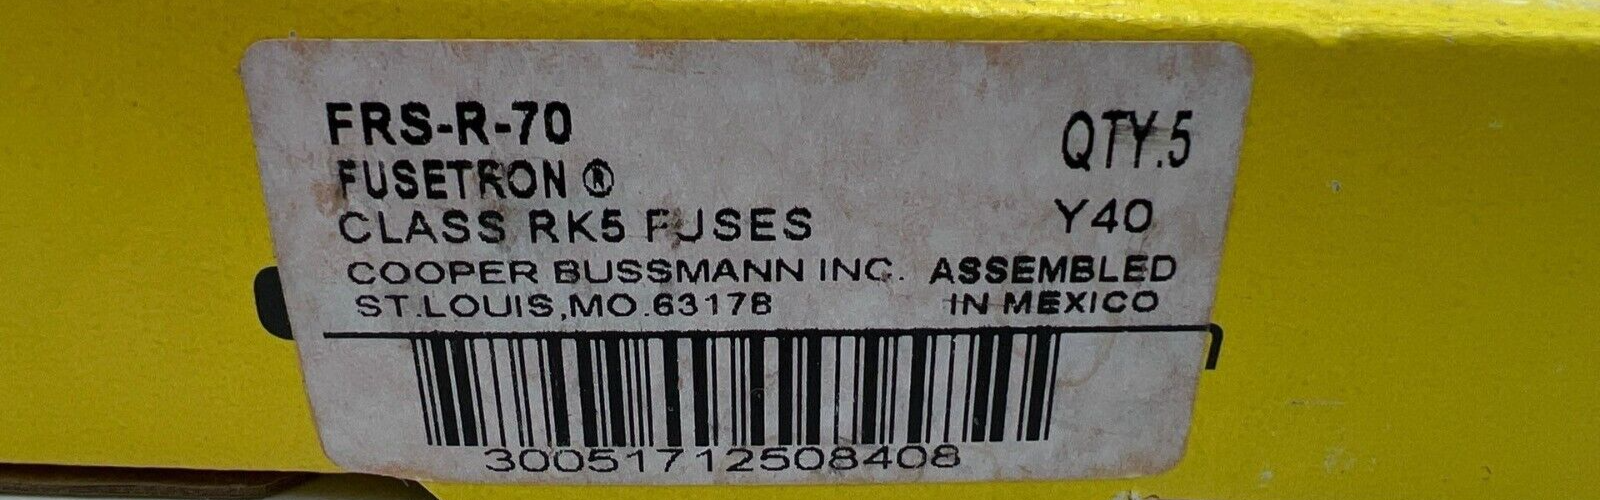 FRS-R-70
QTY.5
FUSETRON ®
CLASS RK5 FUSES
Y40
COOPER BUSSMANN INC. ASSEMBLED
ST.LOUIS,MO.63178 IN MEXICO
30051712508408